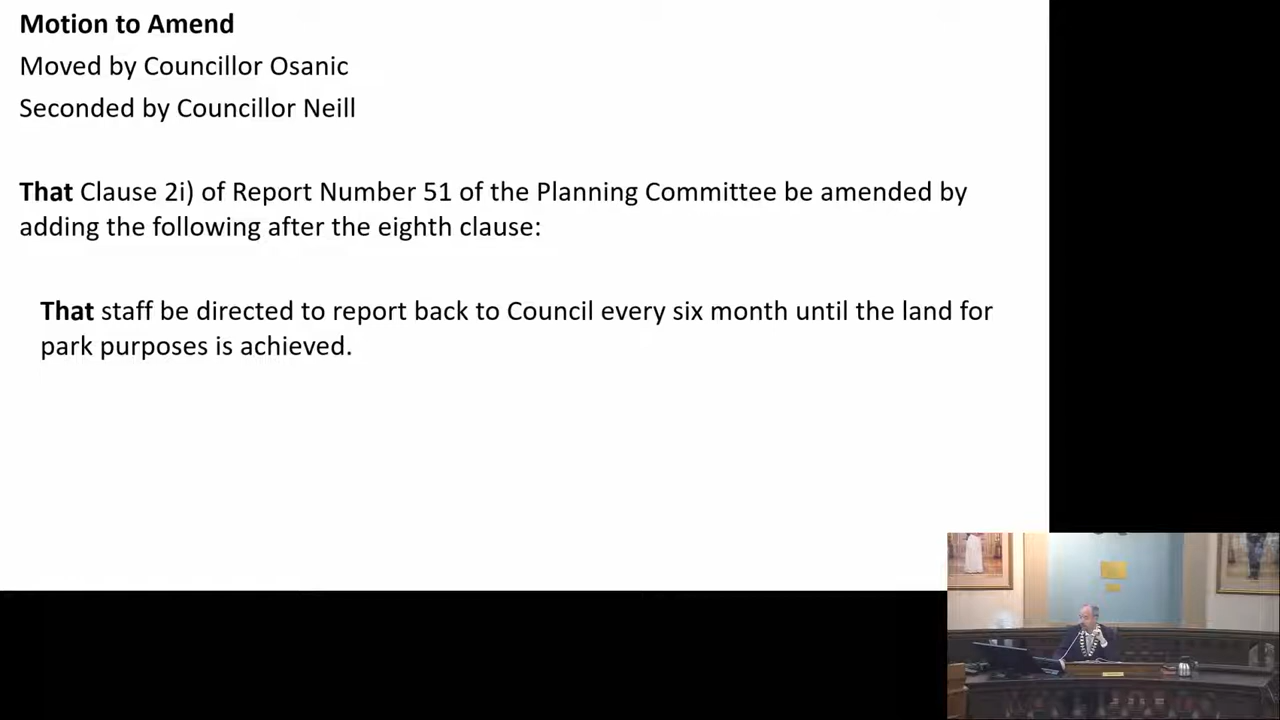 Motion to Amend
Moved by Councillor Osanic
Seconded by Councillor Neill
That Clause 2i) of Report Number 51 of the Planning Committee be amended by
adding the following after the eighth clause:
That staff be directed to report back to Council every six month until the land for
park purposes is achieved.